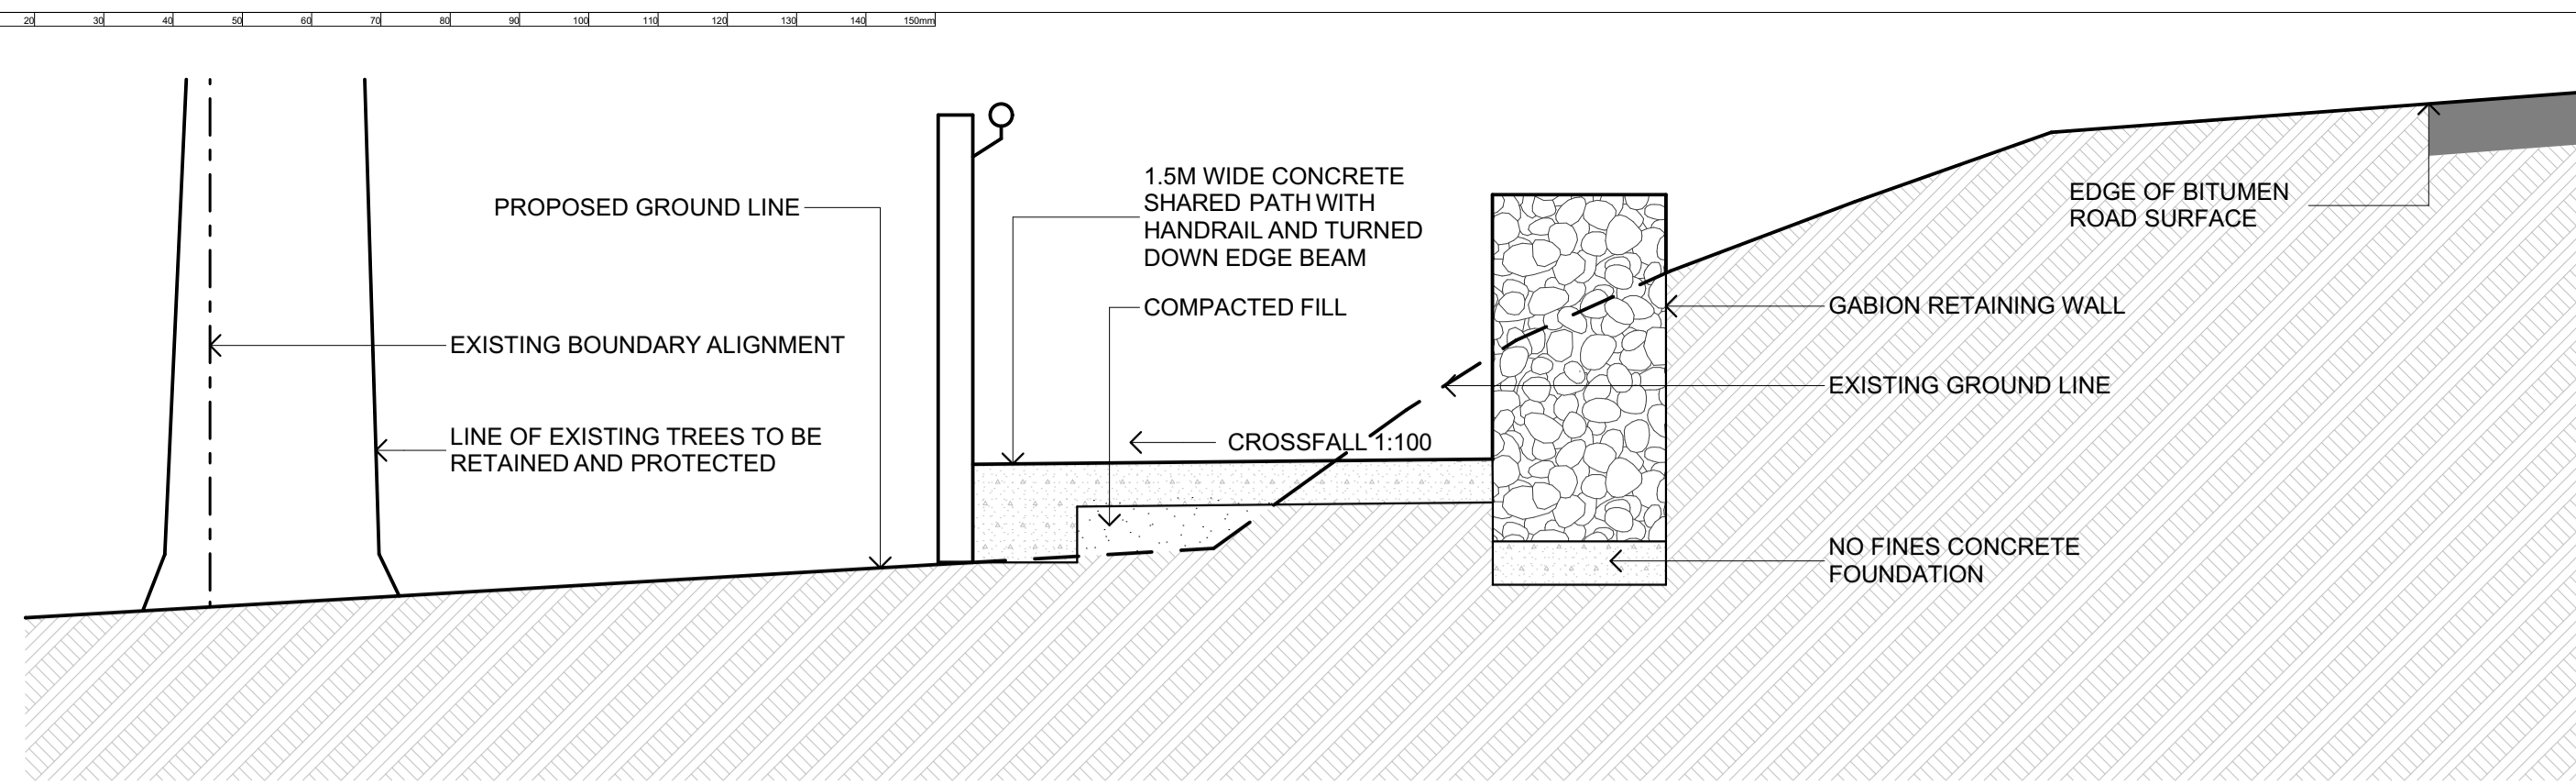 20 30 40 50 60 70 80 90 100 110 120 130 140 150mm
PROPOSED GROUND LINE
EXISTING BOUNDARY ALIGNMENT
LINE OF EXISTING TREES TO BE
RETAINED AND PROTECTED
1.5M WIDE CONCRETE
SHARED PATH WITH
HANDRAIL AND TURNED
DOWN EDGE BEAM
COMPACTED FILL
CROSSFALL 1:100
EDGE OF BITUMEN
ROAD SURFACE
GABION RETAINING WALL
EXISTING GROUND LINE
NO FINES CONCRETE
FOUNDATION